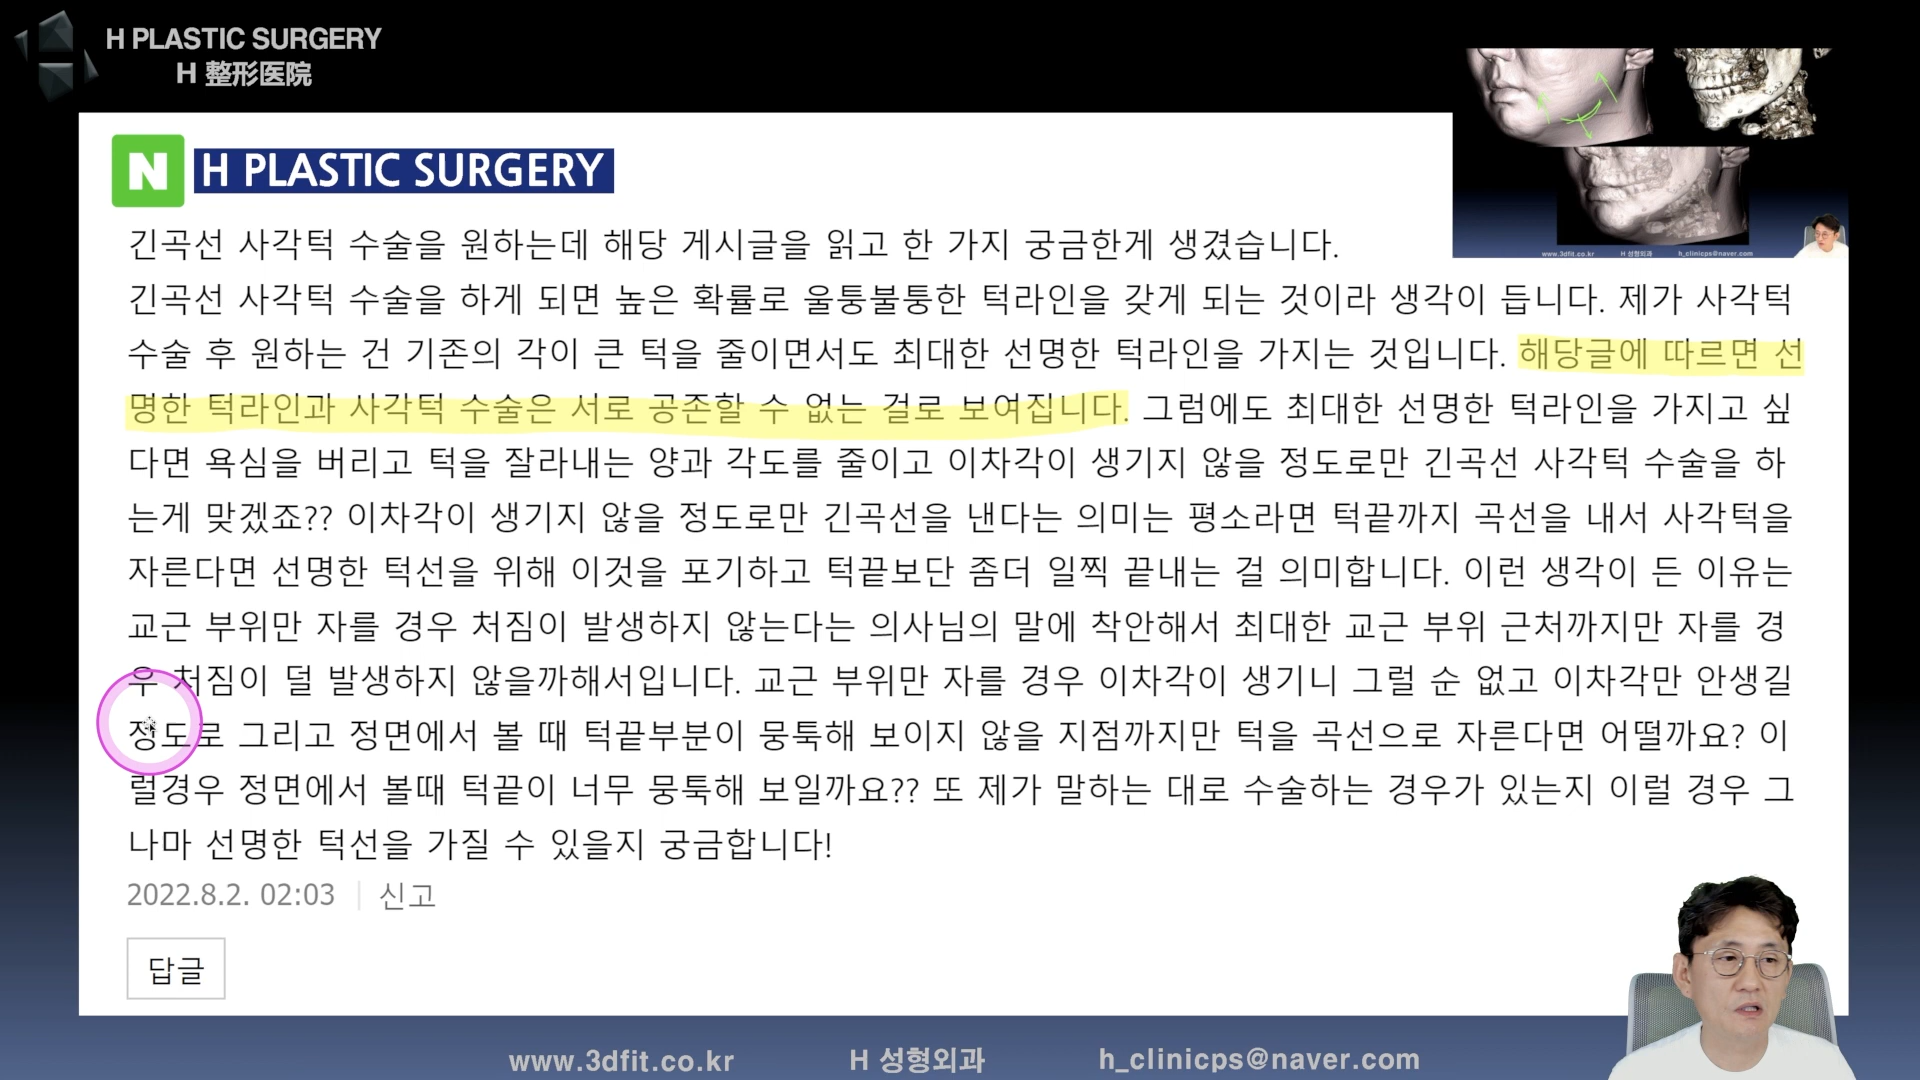 H PLASTIC SURGERY
H 整形医院
N H PLASTIC SURGERY
긴곡선 사각턱 수술을 원하는데 해당 게시글을 읽고 한 가지 궁금한게 생겼습니다.
긴곡선 사각턱 수술을 하게 되면 높은 확률로 울퉁불퉁한 턱라인을 갖게 되는 것이라 생각이 듭니다. 제가 사각턱
수술 후 원하는 건 기존의 각이 큰 턱을 줄이면서도 최대한 선명한 턱라인을 가지는 것입니다. 해당글에 따르면 선
명한 턱라인과 사각턱 수술은 서로 공존할 수 없는 걸로 보여집니다. 그럼에도 최대한 선명한 턱라인을 가지고 싶
다면 욕심을 버리고 턱을 잘라내는 양과 각도를 줄이고 이차각이 생기지 않을 정도로만 긴곡선 사각턱 수술을 하
는게 맞겠죠?? 이차각이 생기지 않을 정도로만 긴곡선을 낸다는 의미는 평소라면 턱끝까지 곡선을 내서 사각턱을
자른다면 선명한 턱선을 위해 이것을 포기하고 턱끝보단 좀더 일찍 끝내는 걸 의미합니다. 이런 생각이 든 이유는
교근 부위만 자를 경우 처짐이 발생하지 않는다는 의사님의 말에 착안해서 최대한 교근 부위 근처까지만 자를 경
우 처짐이 덜 발생하지 않을까해서입니다. 교근 부위만 자를 경우 이차각이 생기니 그럴 순 없고 이차각만 안생길
정도로 그리고 정면에서 볼 때 턱끝부분이 뭉툭해 보이지 않을 지점까지만 턱을 곡선으로 자른다면 어떨까요? 이
럴경우 정면에서 볼때 턱끝이 너무 뭉툭해 보일까요?? 또 제가 말하는 대로 수술하는 경우가 있는지 이럴 경우 그
나마 선명한 턱선을 가질 수 있을지 궁금합니다!
2022.8.2. 02:03 신고
답글
www.3dfit.co.kr H 성형외과 h_clinicps@naver.com
www.3dfit.co.kr H 성형외과 h_clinicps@naver.com